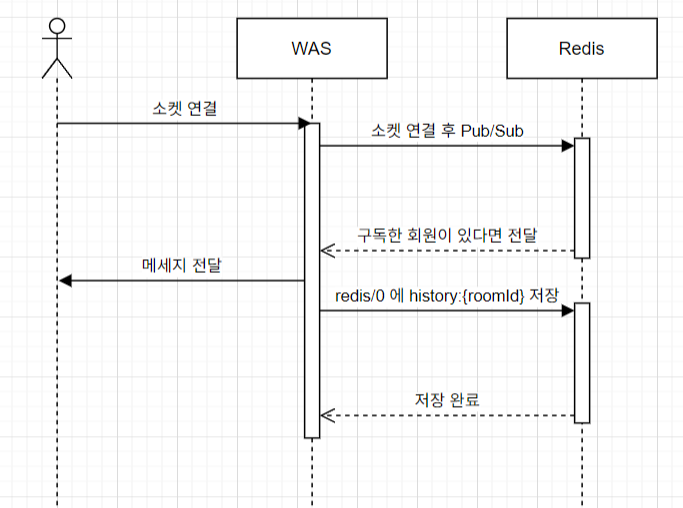 WAS
Redis
소켓 연결
소켓 연결 후 Pub/Sub
구독한 회원이 있다면 전달
메세지 전달
redis/0 에 history:{roomId} 저장
저장 완료